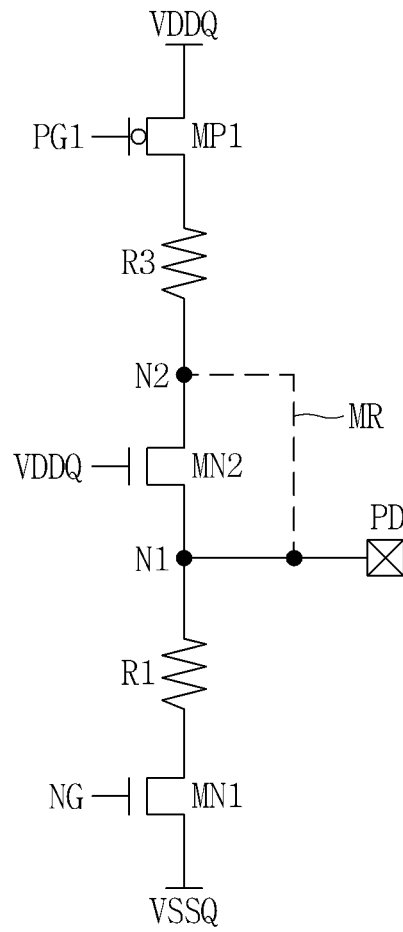 VDDQ
PG1
MP1
R3
N2
MR
VDDQ
MN2
PD
N1
R1
NG
MN1
VSSQ